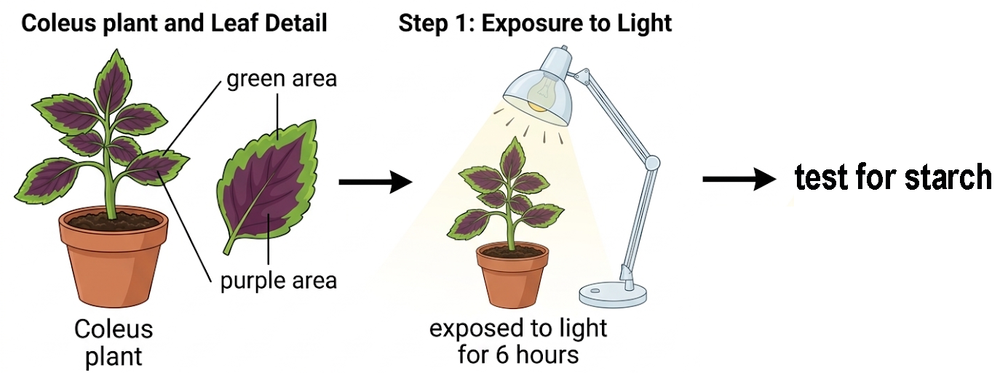 Coleus plant and Leaf Detail
Step 1: Exposure to Light
green area
purple area
test for starch
Coleus
plant
exposed to light
for 6 hours